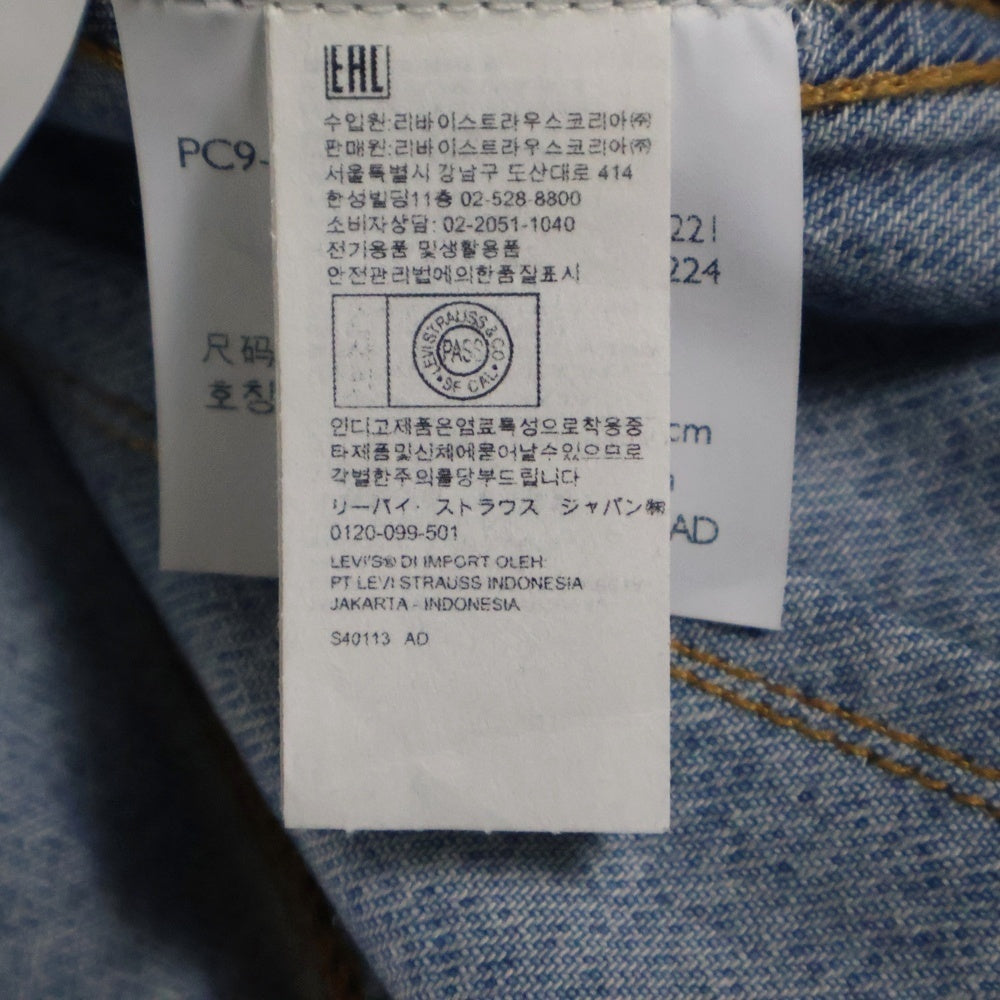 EAC
수입원:리바이스트라우스코리아㈜
판매원:리바이스트라우스코리아㈜
서울특별시 강남구 도산대로 414
한성빌딩11층 02-528-8800
소비자상담: 02-2051-1040
전기용품 및생활용품
안전관리법에의한품질표시
LEVI STRAUSS & CO
PASS
SF CAL
인디고제품은염료특성으로착용중
타제품및신체에묻어날수있으므로
각별한주의를당부드립니다
リーバイ・ストラウス ジャパン㈱
0120-099-501
LEVI'S® DI IMPORT OLEH:
PT LEVI STRAUSS INDONESIA
JAKARTA - INDONESIA
S40113 AD
PC9-
221
224
尺码
호칭
cm
AD